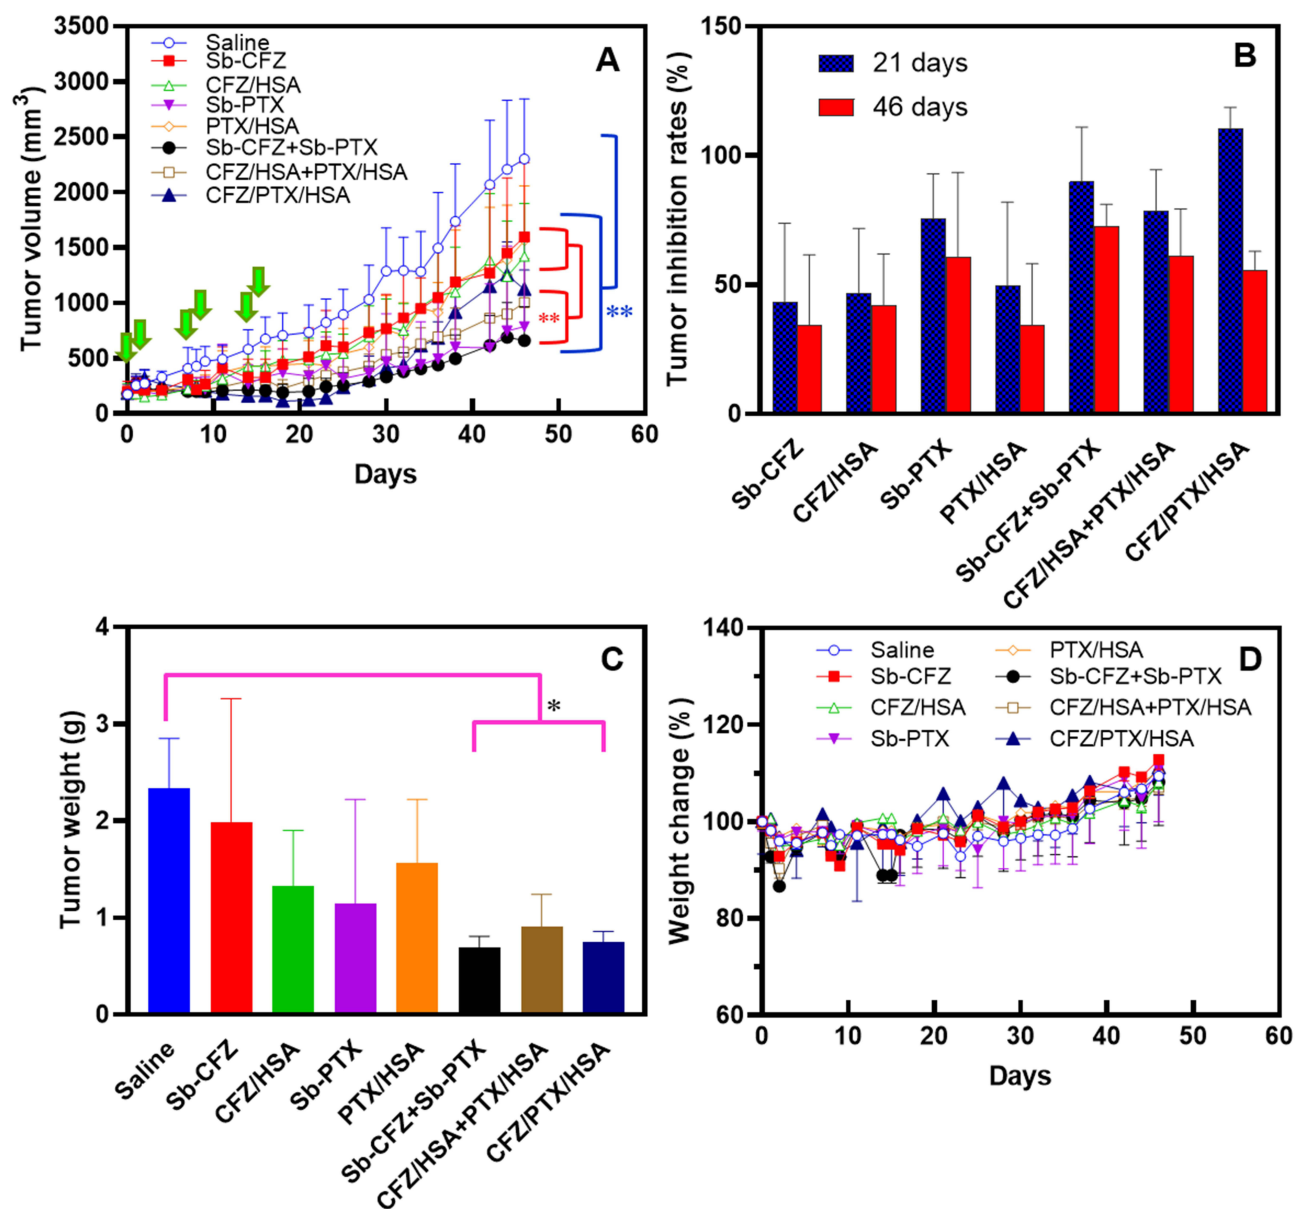 A
Tumor volume (mm3)
3500
3000
2500
2000
1500
1000
500
0
Saline
Sb-CFZ
CFZ/HSA
Sb-PTX
PTX/HSA
Sb-CFZ+Sb-PTX
CFZ/HSA+PTX/HSA
CFZ/PTX/HSA
**
**
0 10 20 30 40 50 60
Days
B
Tumor inhibition rates (%)
150
100
50
0
21 days
46 days
Sb-CFZ
CFZ/HSA
Sb-PTX
PTX/HSA
Sb-CFZ+Sb-PTX
CFZ/HSA+PTX/HSA
CFZ/PTX/HSA
C
Tumor weight (g)
4
3
2
1
0
*
Saline
Sb-CFZ
CFZ/HSA
Sb-PTX
PTX/HSA
Sb-CFZ+Sb-PTX
CFZ/HSA+PTX/HSA
CFZ/PTX/HSA
D
Weight change (%)
140
120
100
80
60
Saline
Sb-CFZ
CFZ/HSA
Sb-PTX
PTX/HSA
Sb-CFZ+Sb-PTX
CFZ/HSA+PTX/HSA
CFZ/PTX/HSA
0 10 20 30 40 50 60
Days